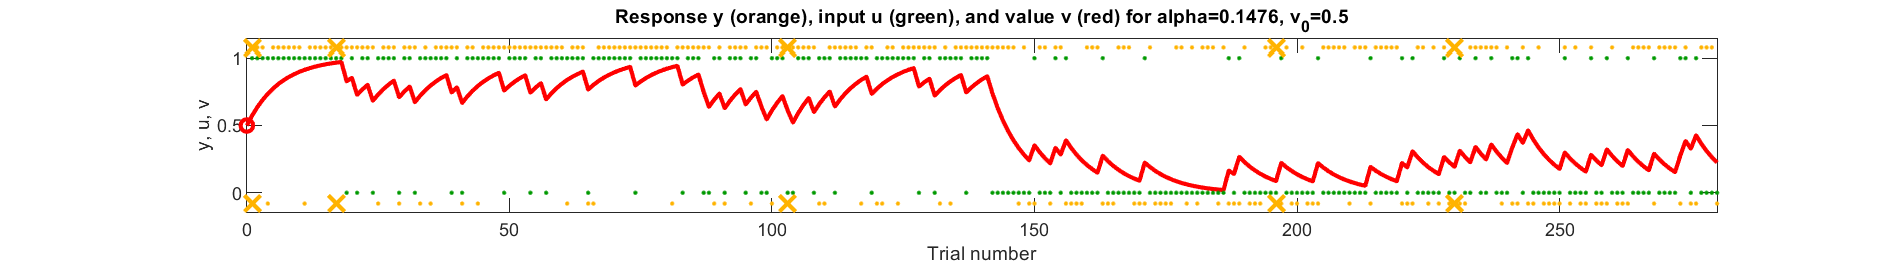 Response y (orange), input u (green), and value v (red) for alpha=0.1476, v0=0.5
y, u, v
1
0.5
0
0 50 100 150 200 250
Trial number